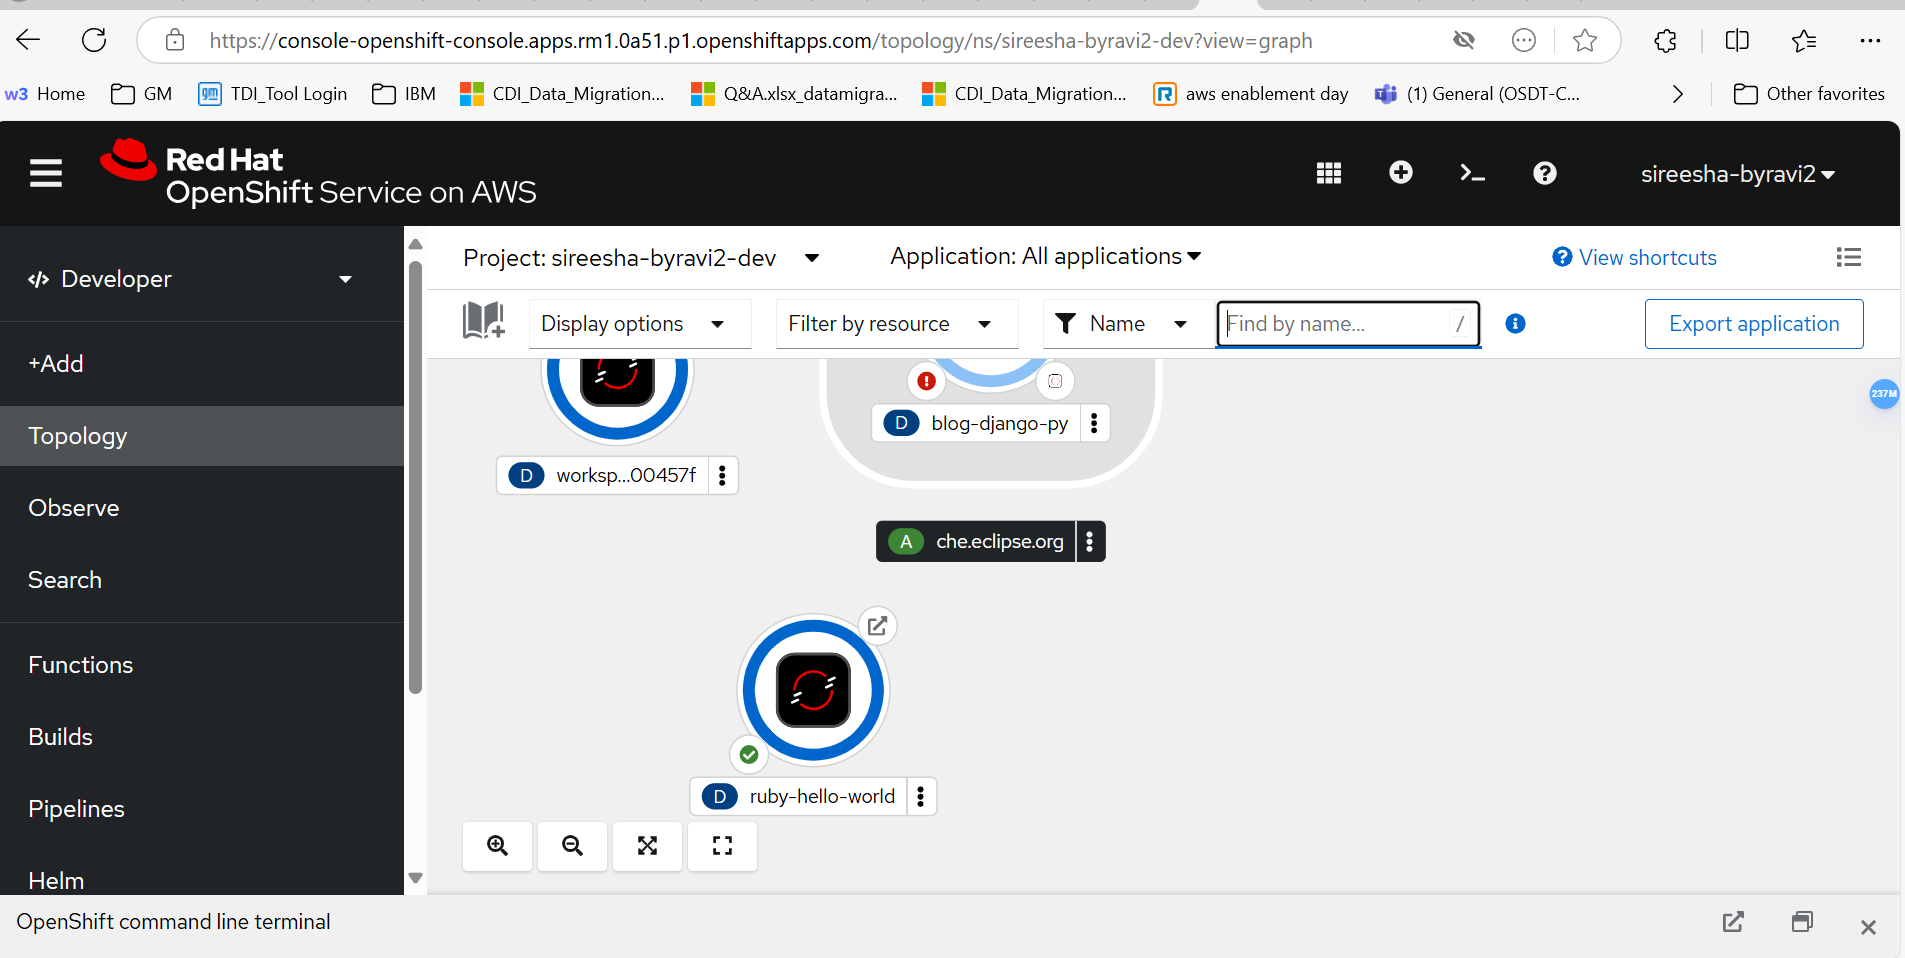 https://console-openshift-console.apps.rm1.0a51.p1.openshiftapps.com/topology/ns/sireesha-byravi2-dev?view=graph
w3 Home GM gm TDI_Tool Login IBM CDI_Data_Migration... Q&A.xlsx_datamigra... CDI_Data_Migration... aws enablement day (1) General (OSDT-C... Other favorites
Red Hat
OpenShift Service on AWS
sireesha-byravi2
Developer
Project: sireesha-byravi2-dev
Application: All applications
View shortcuts
Display options
Filter by resource
Name
Find by name...
/
Export application
+Add
Topology
Observe
Search
Functions
Builds
Pipelines
Helm
237M
D blog-django-py
D worksp...00457f
A che.eclipse.org
D ruby-hello-world
OpenShift command line terminal